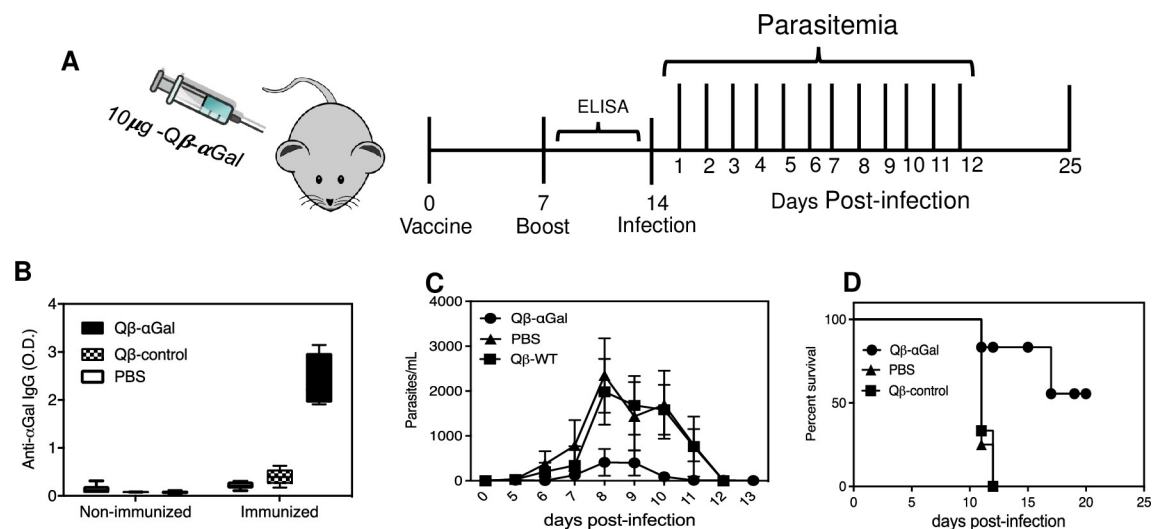 A
10μg -Qβ-αGal
Parasitemia
ELISA
1 2 3 4 5 6 7 8 9 10 11 12 25
0 7 14
Vaccine Boost Infection
Days Post-infection
B
Anti-αGal IgG (O.D.)
4
3
2
1
0
Qβ-αGal
Qβ-control
PBS
Non-immunized Immunized
C
Parasites/mL
4000
3000
2000
1000
0
Qβ-αGal
PBS
Qβ-WT
0 5 6 7 8 9 10 11 12 13
days post-infection
D
Percent survival
100
50
0
Qβ-αGal
PBS
Qβ-control
0 5 10 15 20 25
days post-infection